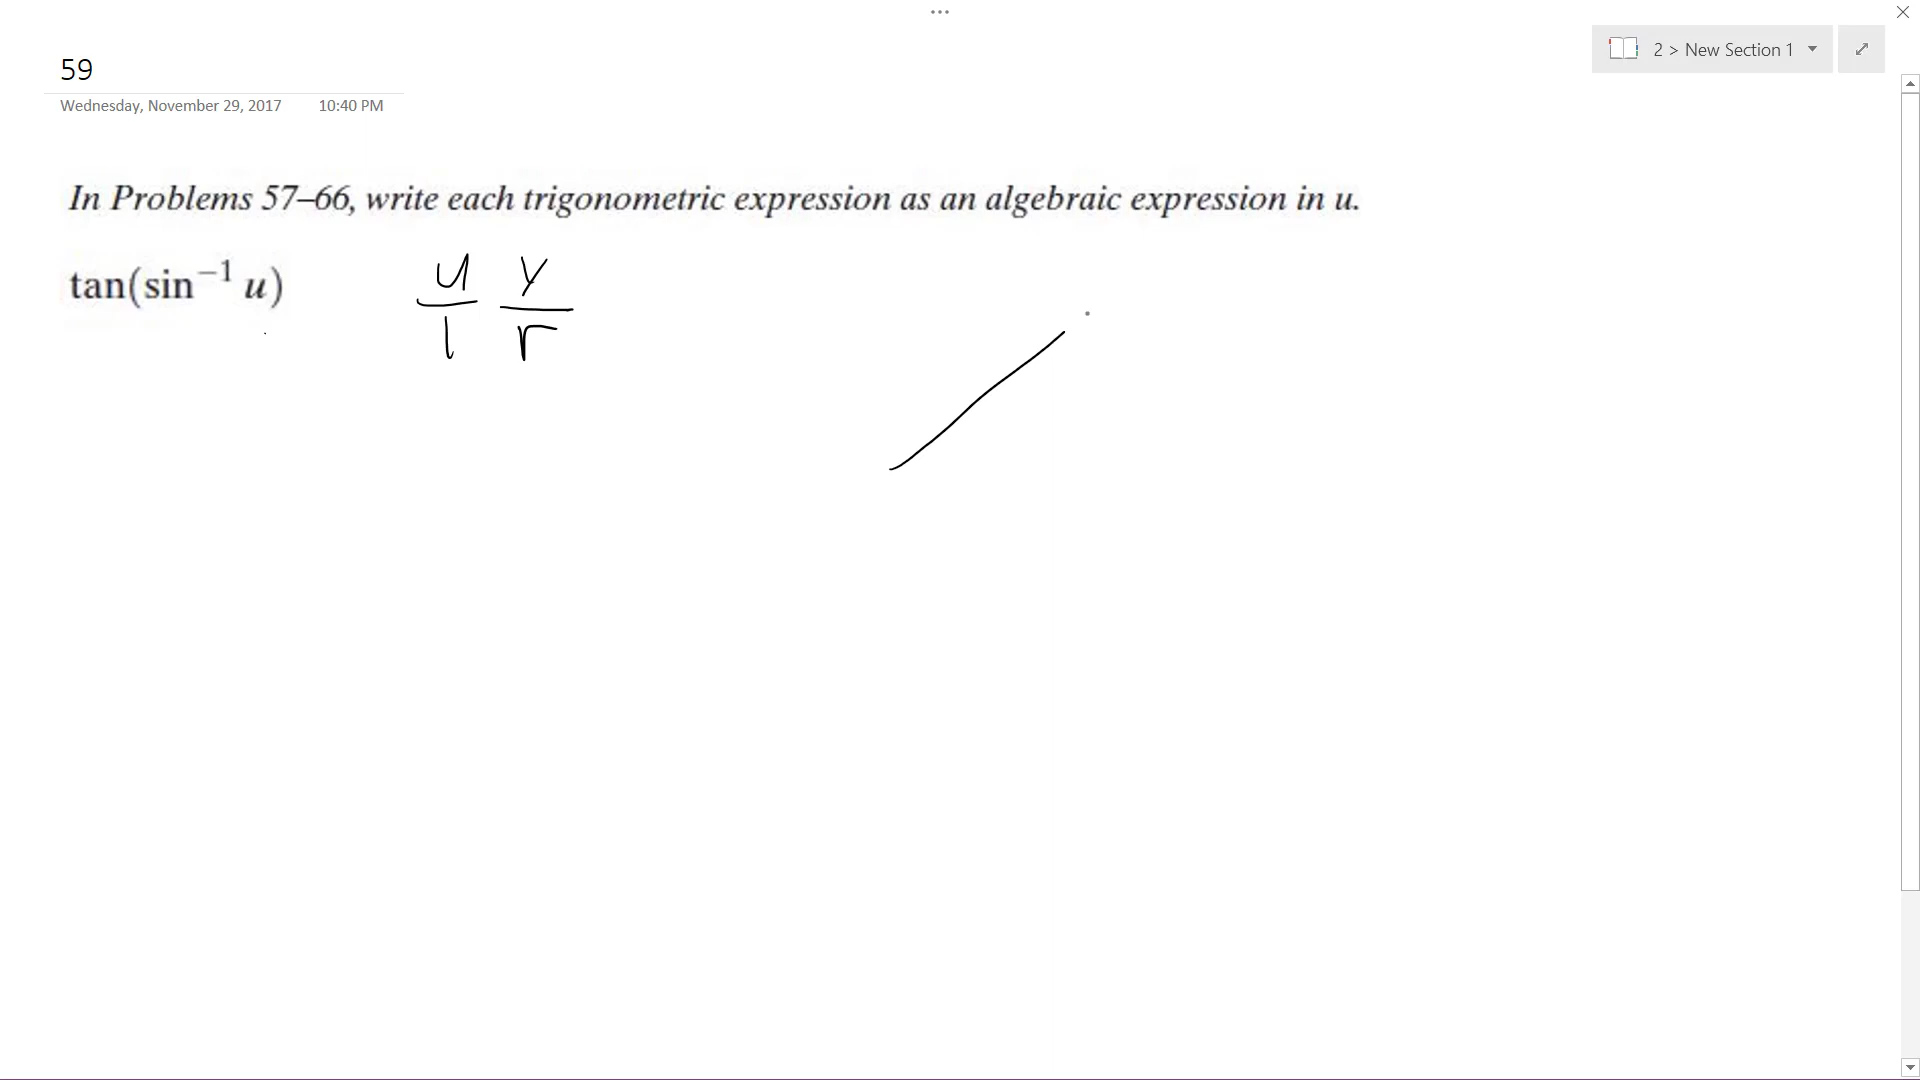 2 > New Section 1
59
Wednesday, November 29, 2017 10:40 PM
In Problems 57–66, write each trigonometric expression as an algebraic expression in u.
tan(sin⁻¹ u)
u y
1 r